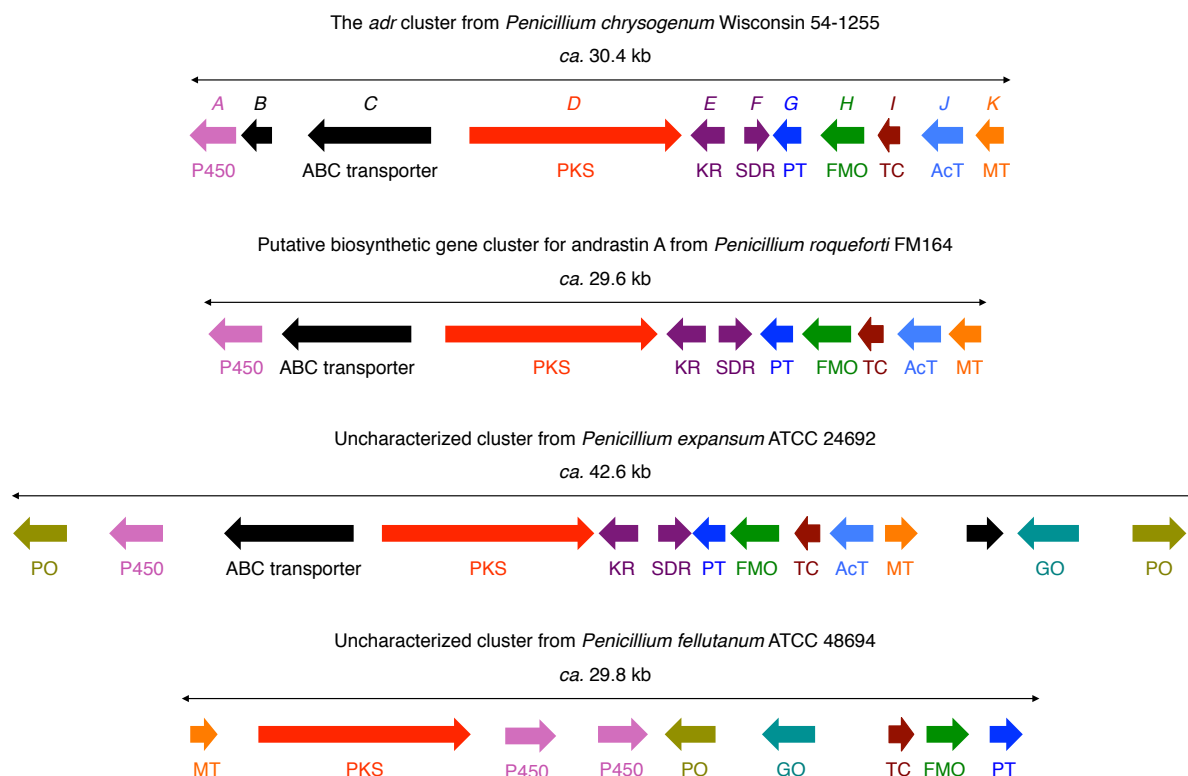 The adr cluster from Penicillium chrysogenum Wisconsin 54-1255
ca. 30.4 kb
A B C D E F G H I J K
P450 ABC transporter PKS KR SDR PT FMO TC AcT MT
Putative biosynthetic gene cluster for andrastin A from Penicillium roqueforti FM164
ca. 29.6 kb
P450 ABC transporter PKS KR SDR PT FMO TC AcT MT
Uncharacterized cluster from Penicillium expansum ATCC 24692
ca. 42.6 kb
PO P450 ABC transporter PKS KR SDR PT FMO TC AcT MT GO PO
Uncharacterized cluster from Penicillium fellutanum ATCC 48694
ca. 29.8 kb
MT PKS P450 P450 PO GO TC FMO PT